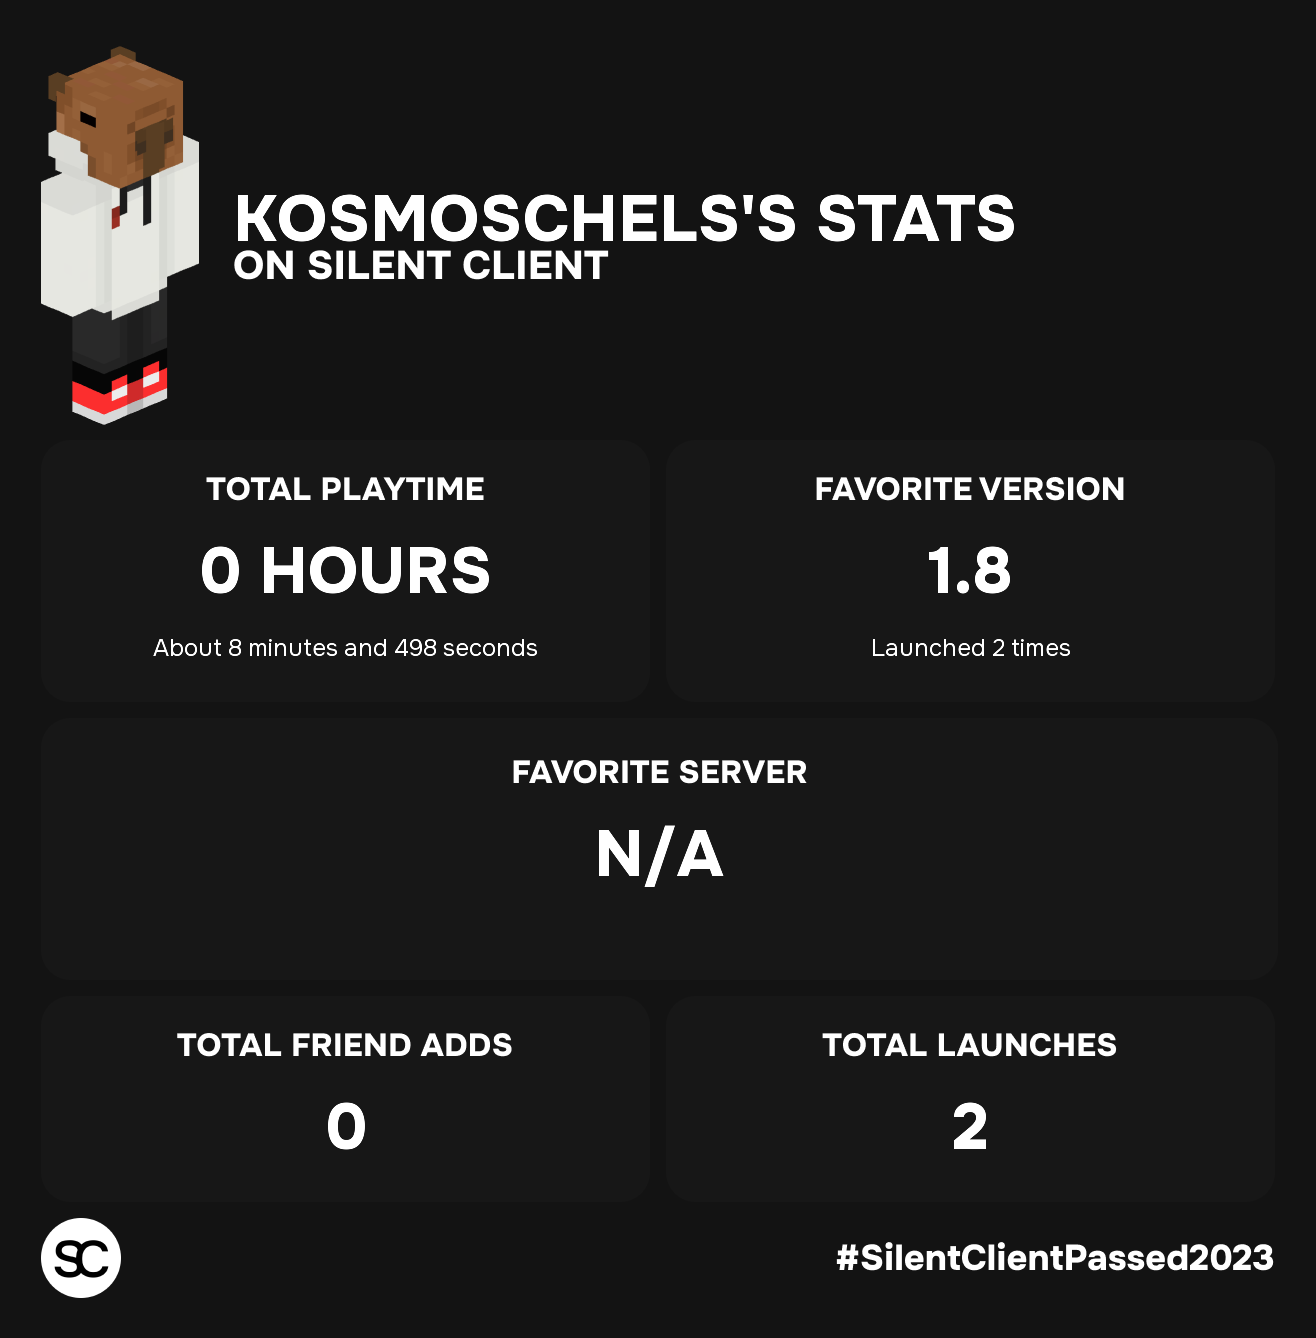 KOSMOSCHELS'S STATS
ON SILENT CLIENT
TOTAL PLAYTIME
0 HOURS
About 8 minutes and 498 seconds
FAVORITE VERSION
1.8
Launched 2 times
FAVORITE SERVER
N/A
TOTAL FRIEND ADDS
0
TOTAL LAUNCHES
2
SC
#SilentClientPassed2023